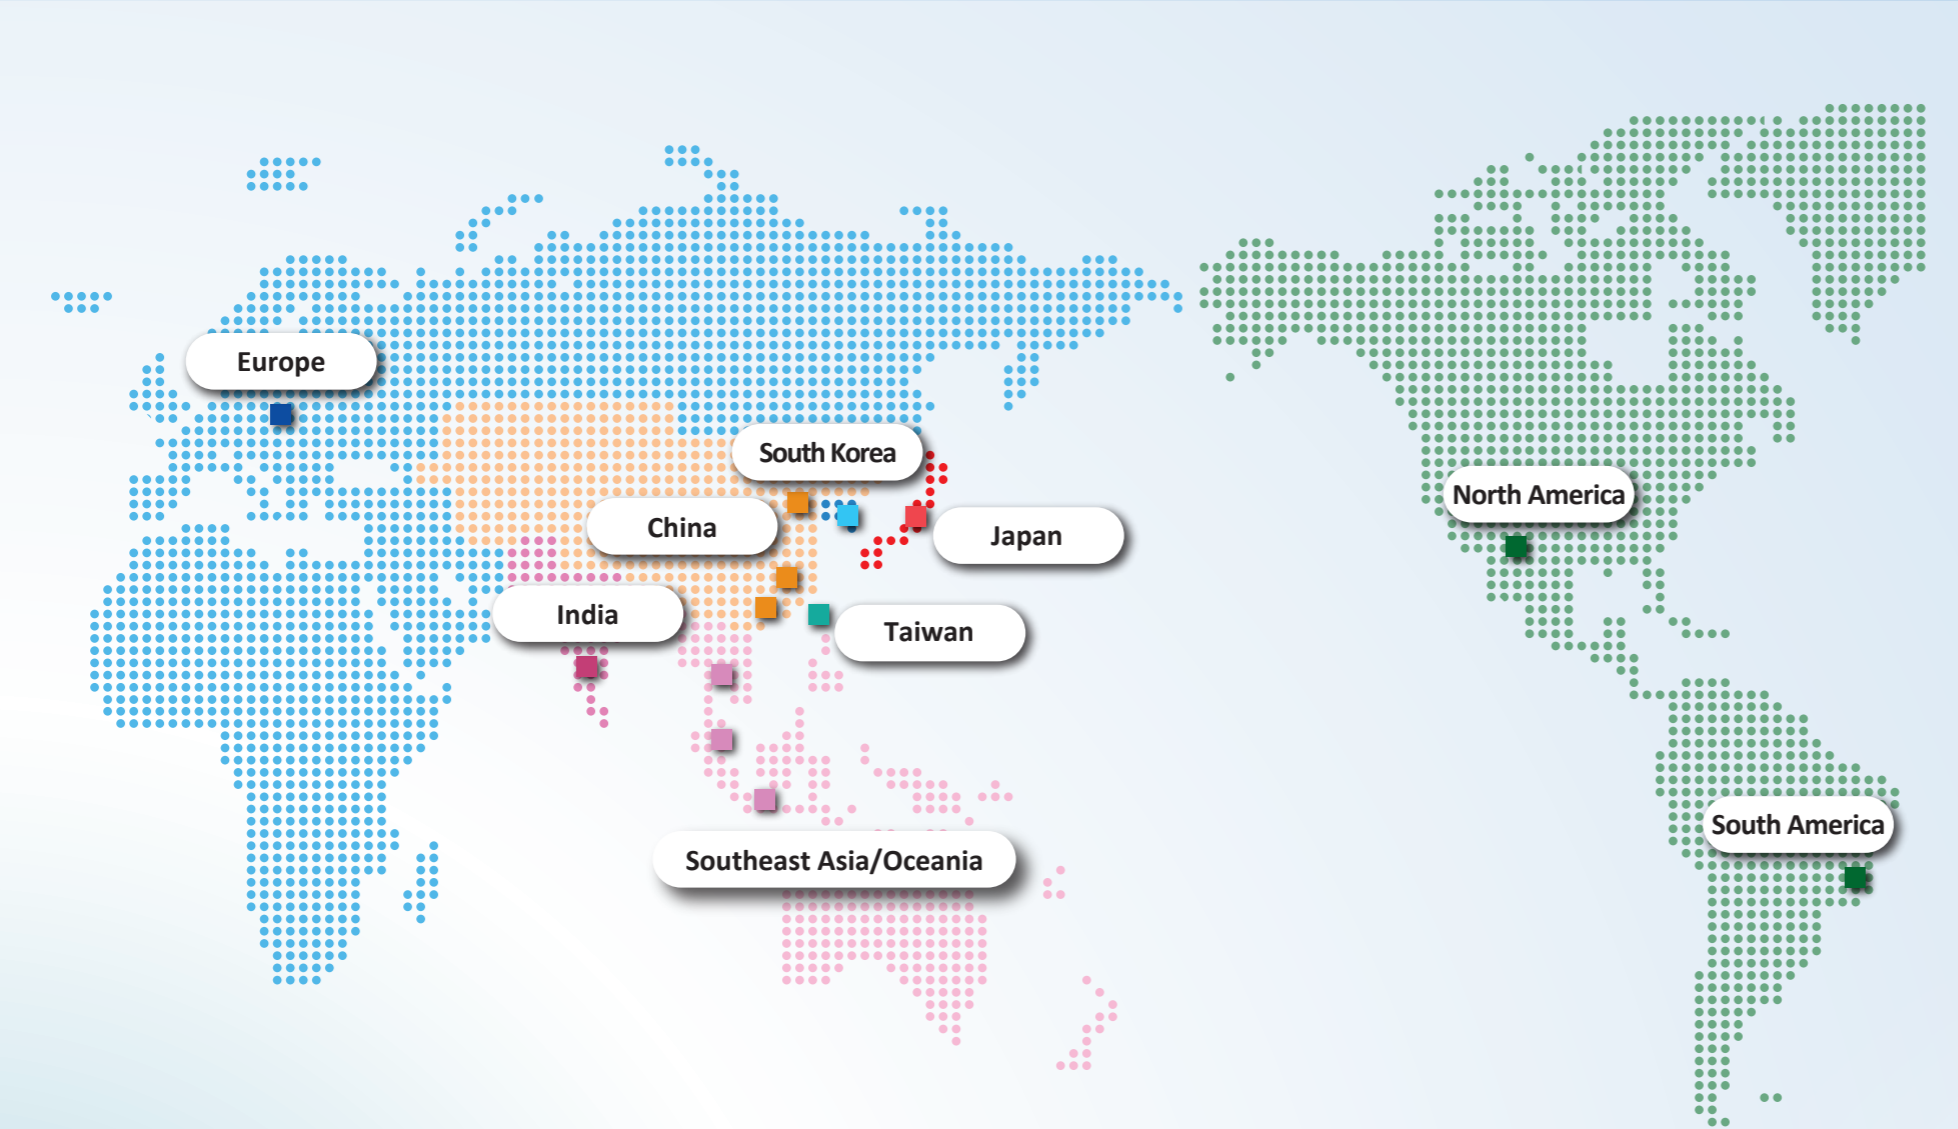 Europe
South Korea
North America
China
Japan
India
Taiwan
South America
Southeast Asia/Oceania